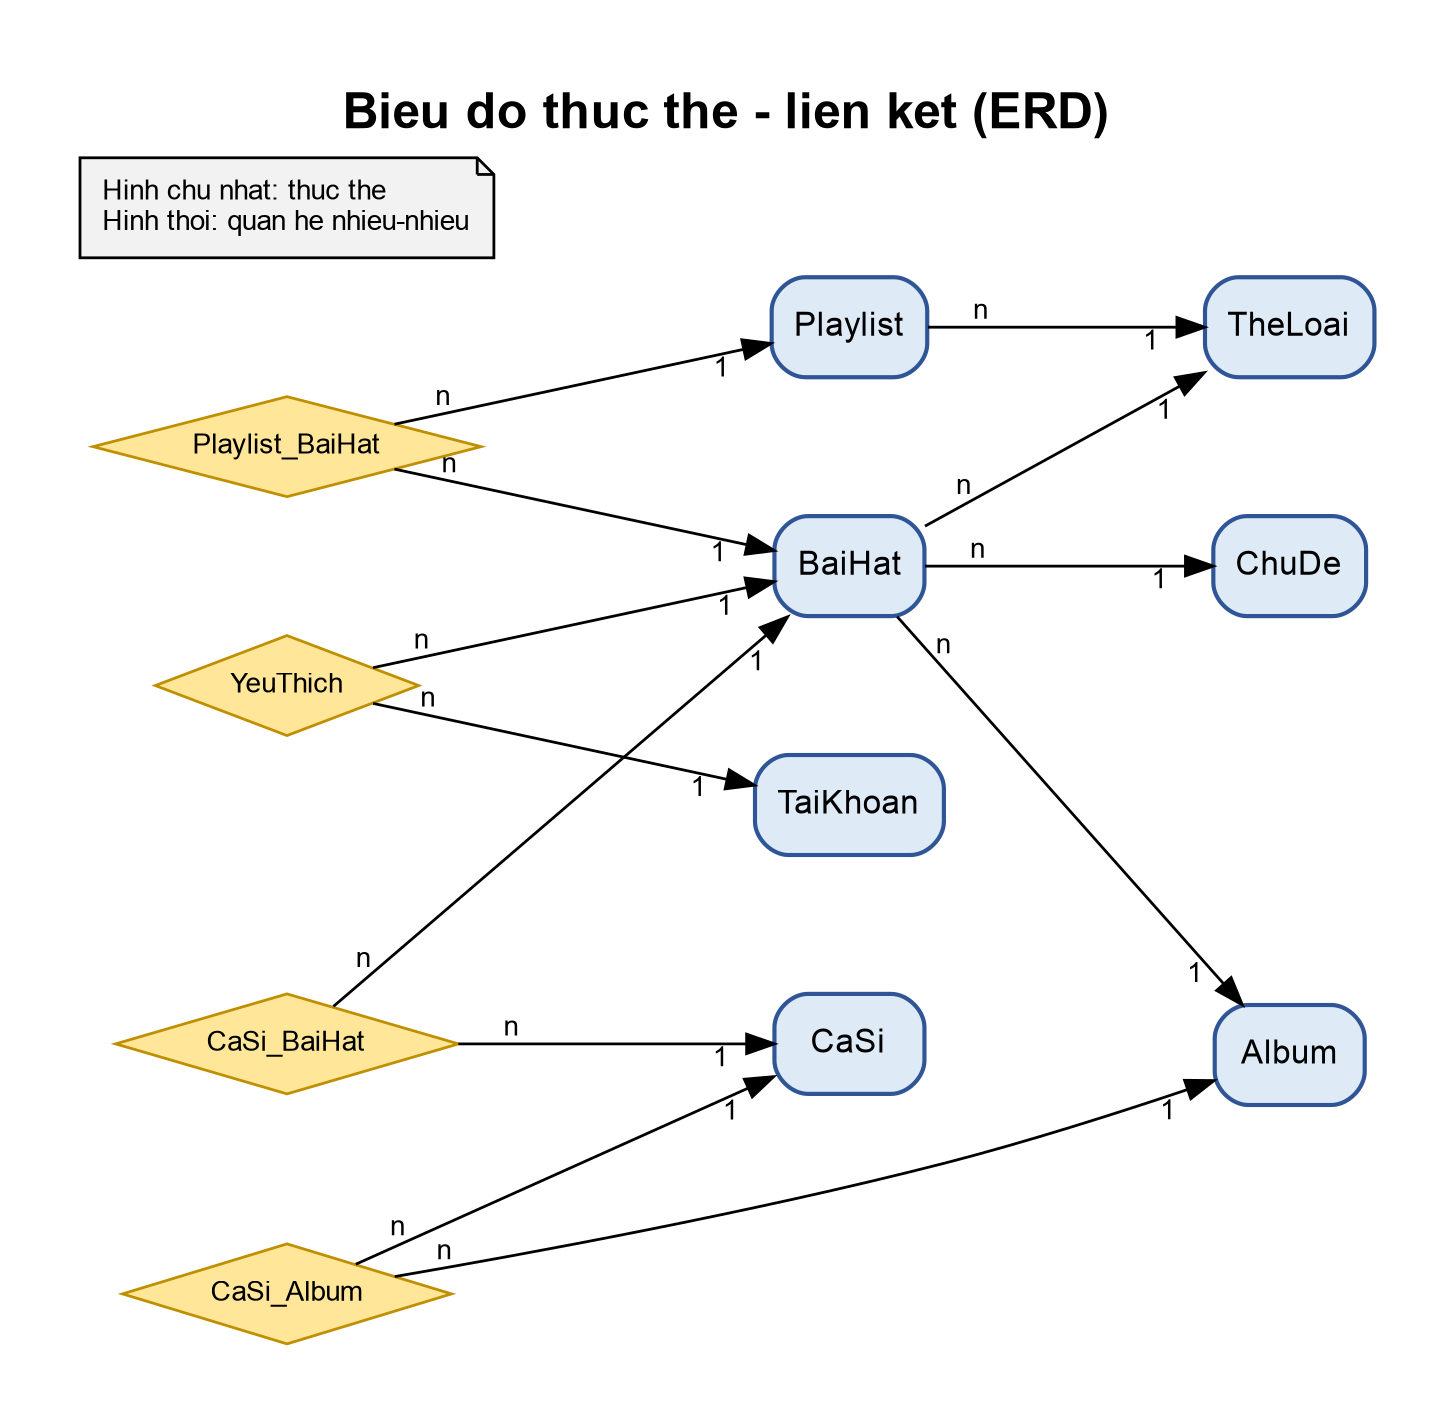 Bieu do thuc the - lien ket (ERD)
Hinh chu nhat: thuc the
Hinh thoi: quan he nhieu-nhieu
Playlist
n
1
TheLoai
n
1
Playlist_BaiHat
n
1
n
1
BaiHat
n
1
ChuDe
n
1
YeuThich
n
1
n
1
TaiKhoan
n
1
CaSi_BaiHat
n
1
CaSi
Album
n
1
n
1
CaSi_Album